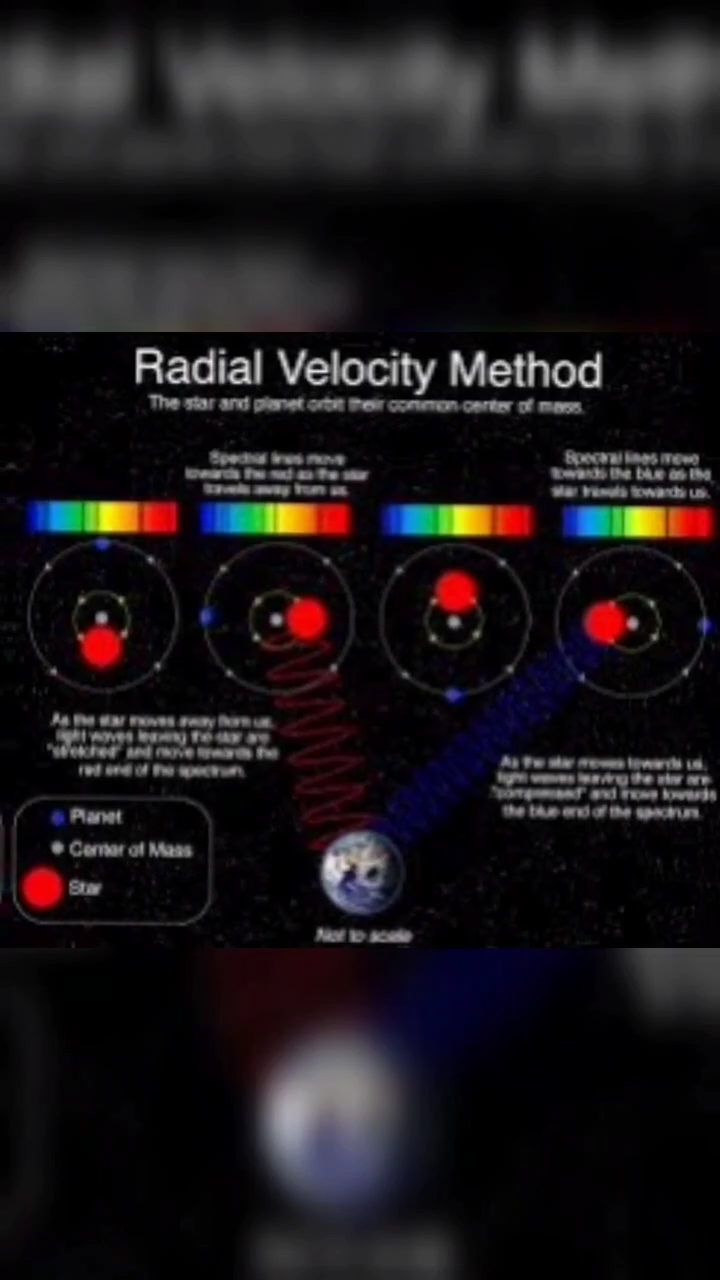 Radial Velocity Method
The star and planet orbit their common center of mass.
Spectral lines move
towards the red as the star
travels away from us.
Spectral lines move
towards the blue as the
star travels towards us.
As the star moves away from us,
light waves leaving the star are
"stretched" and move towards the
red end of the spectrum.
As the star moves towards us,
light waves leaving the star are
"compressed" and move towards
the blue end of the spectrum.
Planet
Center of Mass
Star
Not to scale